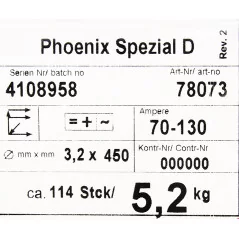 Phoenix Spezial D
Rev. 2
Serien Nr/ batch no Art-Nr/ art-no
4108958 78073
Ampere
= + ~ 70-130
Ø mm x mm 3,2 x 450
Kontr-Nr/ Contr-Nr
000000
ca. 114 Stck/ 5,2 kg